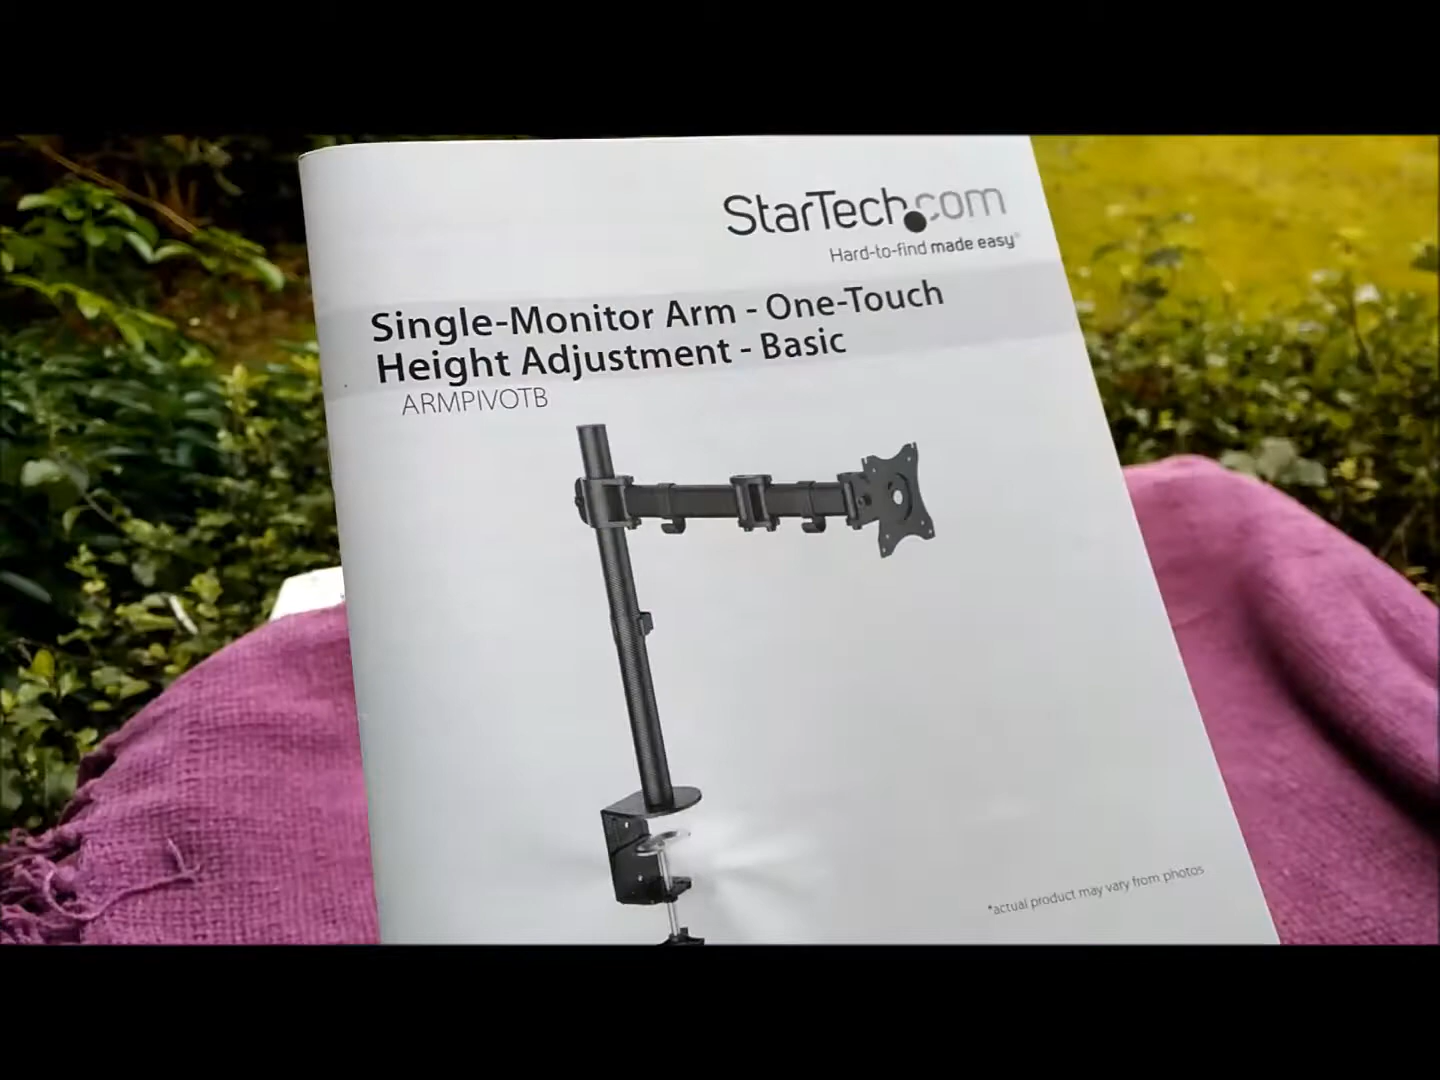 StarTech.com
Hard-to-find made easy®
Single-Monitor Arm - One-Touch
Height Adjustment - Basic
ARMPIVOTB
*actual product may vary from photos